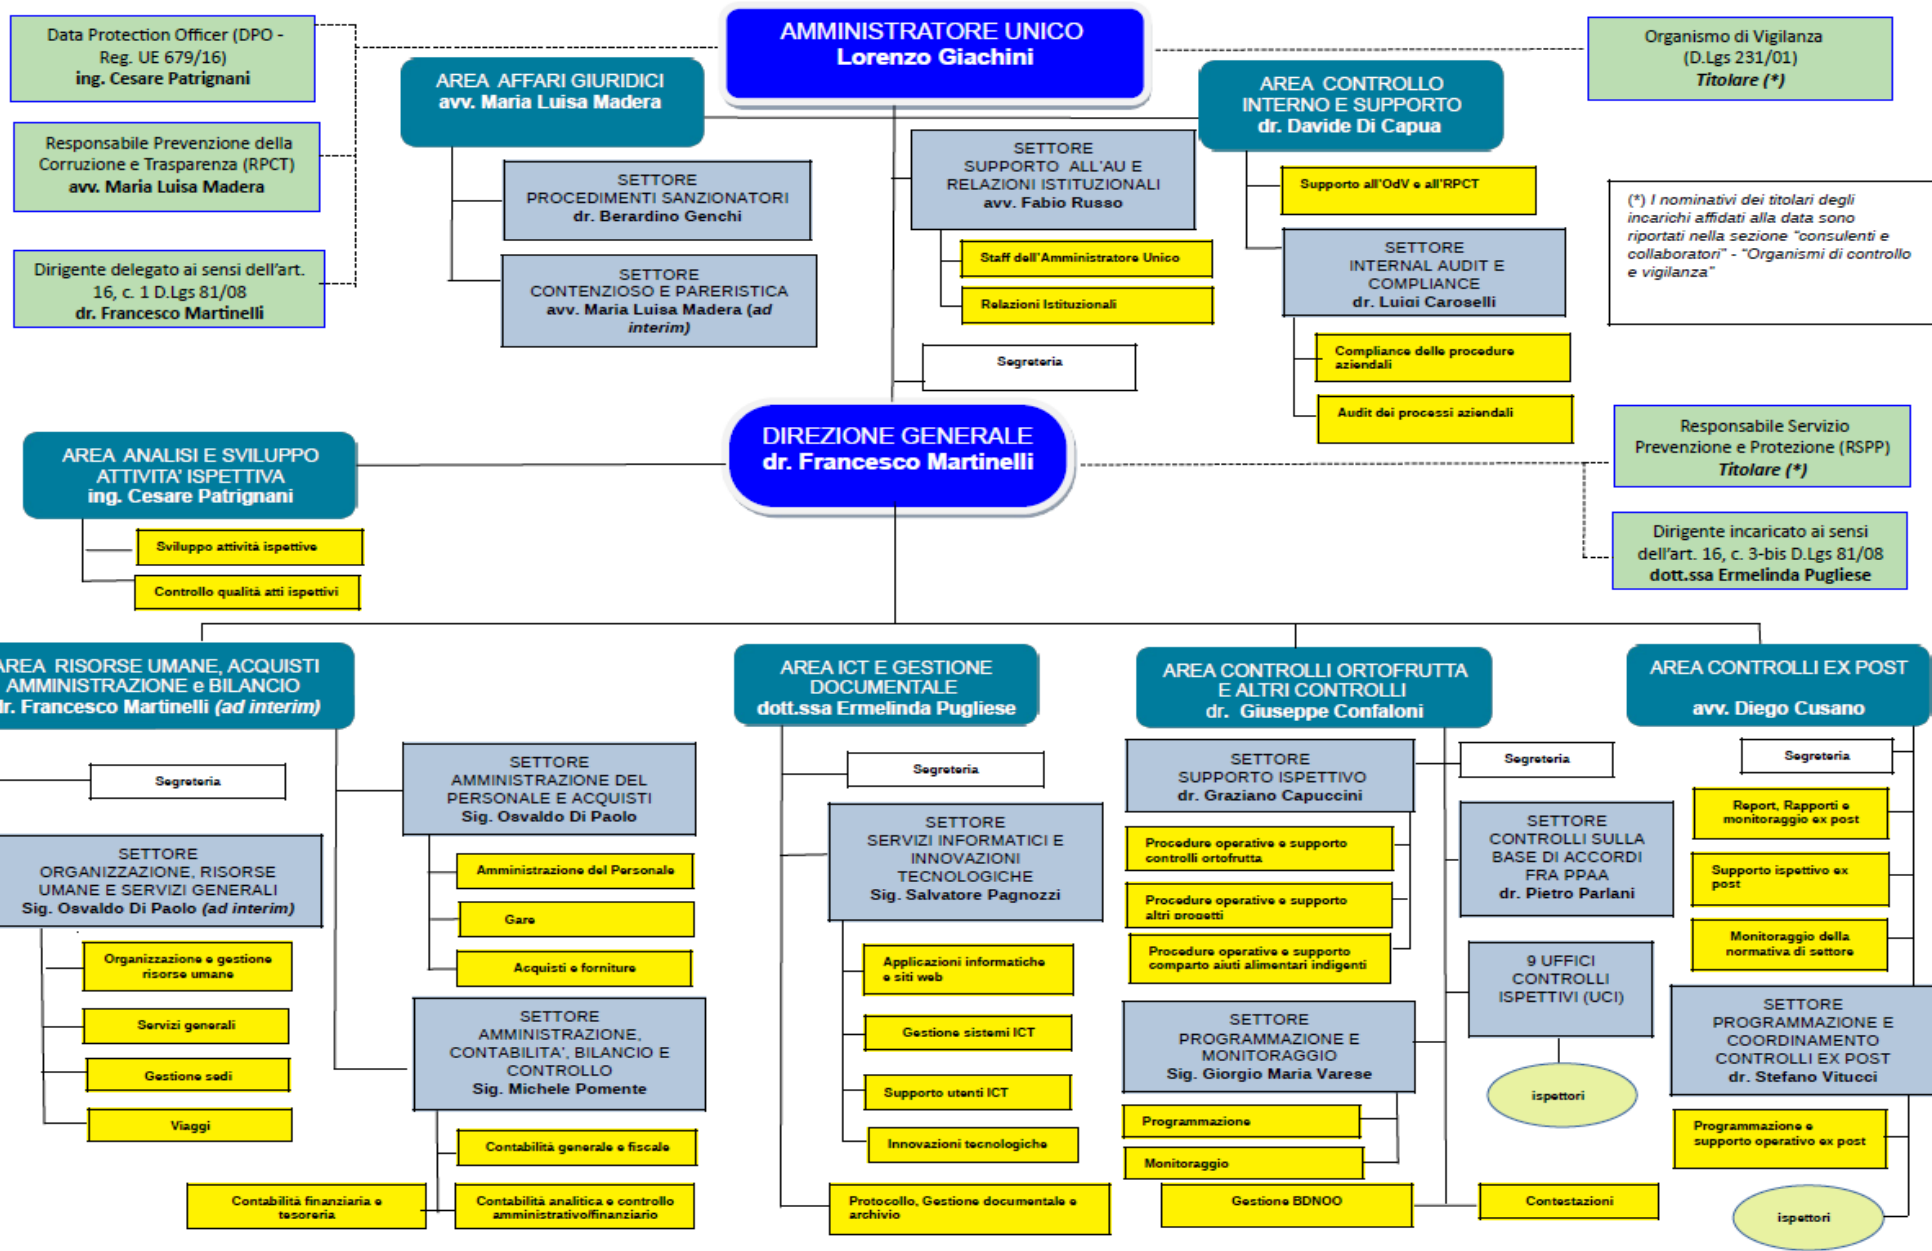 AMMINISTRATORE UNICO
Lorenzo Giachini
Data Protection Officer (DPO -
Reg. UE 679/16)
ing. Cesare Patrignani
Responsabile Prevenzione della
Corruzione e Trasparenza (RPCT)
avv. Maria Luisa Madera
Dirigente delegato ai sensi dell'art.
16, c. 1 D.Lgs 81/08
dr. Francesco Martinelli
Organismo di Vigilanza
(D.Lgs 231/01)
Titolare (*)
(*) I nominativi dei titolari degli
incarichi affidati alla data sono
riportati nella sezione "consulenti e
collaboratori" - "Organismi di controllo
e vigilanza"
AREA AFFARI GIURIDICI
avv. Maria Luisa Madera
SETTORE
PROCEDIMENTI SANZIONATORI
dr. Berardino Genchi
SETTORE
CONTENZIOSO E PARERISTICA
avv. Maria Luisa Madera (ad
interim)
SETTORE
SUPPORTO ALL'AU E
RELAZIONI ISTITUZIONALI
avv. Fabio Russo
Staff dell'Amministratore Unico
Relazioni Istituzionali
Segreteria
AREA CONTROLLO
INTERNO E SUPPORTO
dr. Davide Di Capua
Supporto all'OdV e all'RPCT
SETTORE
INTERNAL AUDIT E
COMPLIANCE
dr. Luigi Caroselli
Compliance delle procedure
aziendali
Audit dei processi aziendali
DIREZIONE GENERALE
dr. Francesco Martinelli
Responsabile Servizio
Prevenzione e Protezione (RSPP)
Titolare (*)
Dirigente incaricato ai sensi
dell'art. 16, c. 3-bis D.Lgs 81/08
dott.ssa Ermelinda Pugliese
AREA ANALISI E SVILUPPO
ATTIVITA' ISPETTIVA
ing. Cesare Patrignani
Sviluppo attività ispettive
Controllo qualità atti ispettivi
AREA RISORSE UMANE, ACQUISTI
AMMINISTRAZIONE e BILANCIO
dr. Francesco Martinelli (ad interim)
Segreteria
SETTORE
ORGANIZZAZIONE, RISORSE
UMANE E SERVIZI GENERALI
Sig. Osvaldo Di Paolo (ad interim)
Organizzazione e gestione
risorse umane
Servizi generali
Gestione sedi
Viaggi
SETTORE
AMMINISTRAZIONE DEL
PERSONALE E ACQUISTI
Sig. Osvaldo Di Paolo
Amministrazione del Personale
Gare
Acquisti e forniture
SETTORE
AMMINISTRAZIONE,
CONTABILITA', BILANCIO E
CONTROLLO
Sig. Michele Pomente
Contabilità generale e fiscale
Contabilità finanziaria e
tesoreria
Contabilità analitica e controllo
amministrativo/finanziario
AREA ICT E GESTIONE
DOCUMENTALE
dott.ssa Ermelinda Pugliese
Segreteria
SETTORE
SERVIZI INFORMATICI E
INNOVAZIONI
TECNOLOGICHE
Sig. Salvatore Pagnozzi
Applicazioni informatiche
e siti web
Gestione sistemi ICT
Supporto utenti ICT
Innovazioni tecnologiche
Protocollo, Gestione documentale e
archivio
AREA CONTROLLI ORTOFRUTTA
E ALTRI CONTROLLI
dr. Giuseppe Confaloni
SETTORE
SUPPORTO ISPETTIVO
dr. Graziano Capuccini
Procedure operative e supporto
controlli ortofrutta
Procedure operative e supporto
altri progetti
Procedure operative e supporto
comparto aiuti alimentari indigenti
SETTORE
PROGRAMMAZIONE E
MONITORAGGIO
Sig. Giorgio Maria Varese
Programmazione
Monitoraggio
Gestione BDNOO
Segreteria
SETTORE
CONTROLLI SULLA
BASE DI ACCORDI
FRA PPAA
dr. Pietro Parlani
9 UFFICI
CONTROLLI
ISPETTIVI (UCI)
ispettori
Contestazioni
AREA CONTROLLI EX POST
avv. Diego Cusano
Segreteria
Report, Rapporti e
monitoraggio ex post
Supporto ispettivo ex
post
Monitoraggio della
normativa di settore
SETTORE
PROGRAMMAZIONE E
COORDINAMENTO
CONTROLLI EX POST
dr. Stefano Vitucci
Programmazione e
supporto operativo ex post
ispettori